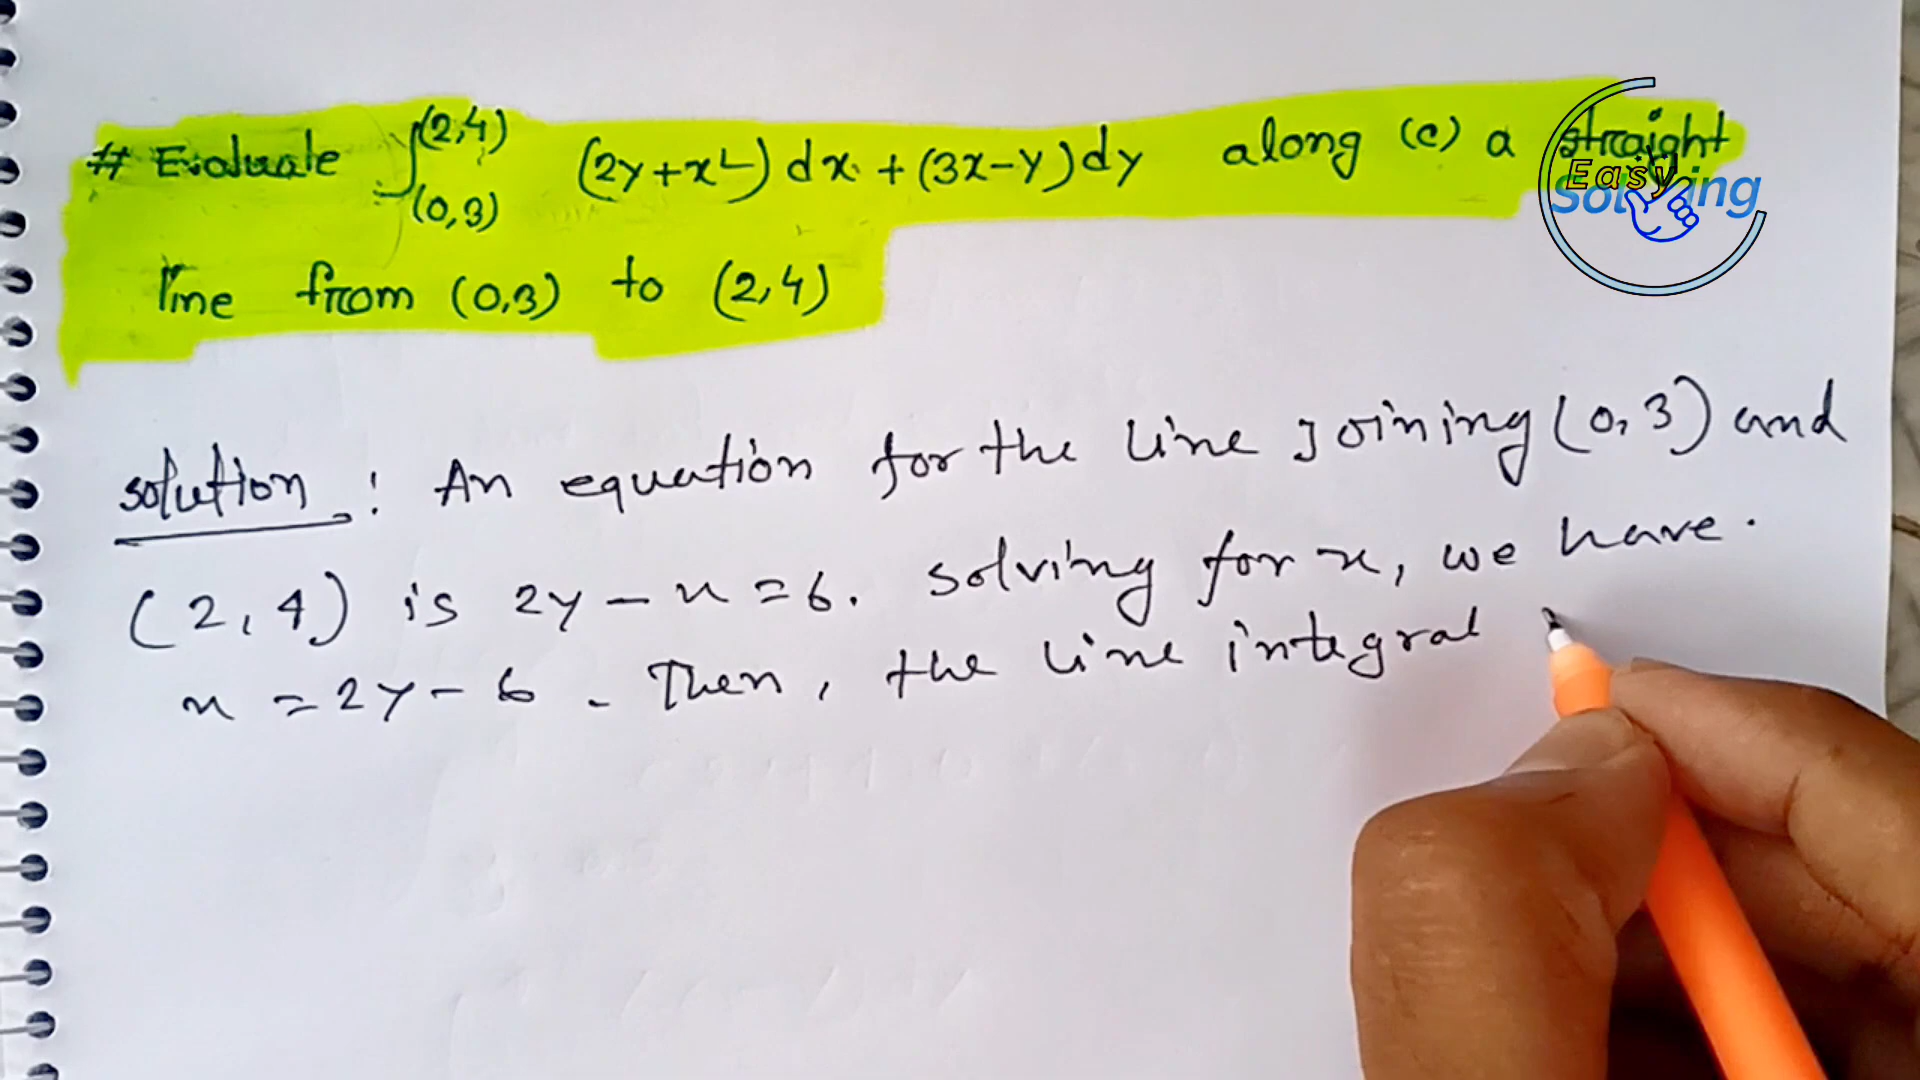 # Evaluate ∫(0,3)^(2,4) (2y+x²)dx + (3x-y)dy along (c) a straight
line from (0,3) to (2,4)
Easy
Solving
solution : An equation for the line joining (0,3) and
(2,4) is 2y - x = 6. solving for x, we have.
x = 2y - 6 . Then, the line integral